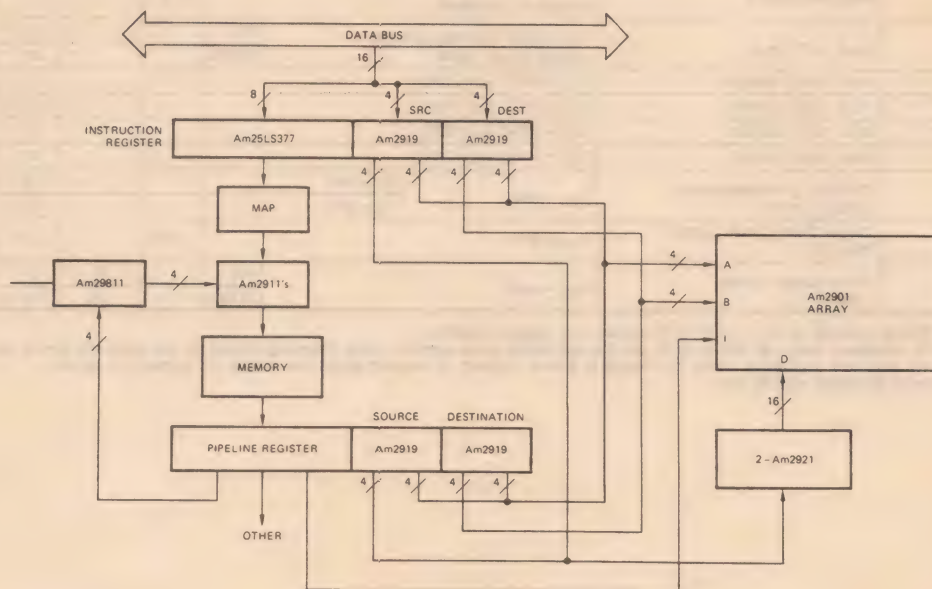 DATA BUS
16
8
4
SRC
4
DEST
INSTRUCTION
REGISTER
Am25LS377
Am2919
Am2919
4
4
4
4
MAP
Am29811
4
Am2911's
4
A
4
B
I
D
Am2901
ARRAY
4
MEMORY
16
SOURCE
DESTINATION
PIPELINE REGISTER
Am2919
Am2919
2 - Am2921
4
4
4
4
OTHER